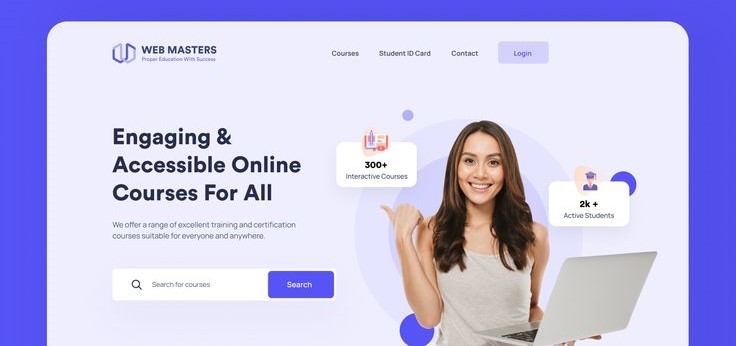 WEB MASTERS
Proper Education With Success
Courses
Student ID Card
Contact
Login
Engaging &
Accessible Online
Courses For All
We offer a range of excellent training and certification
courses suitable for everyone and anywhere.
Search for courses
Search
300+
Interactive Courses
2k +
Active Students